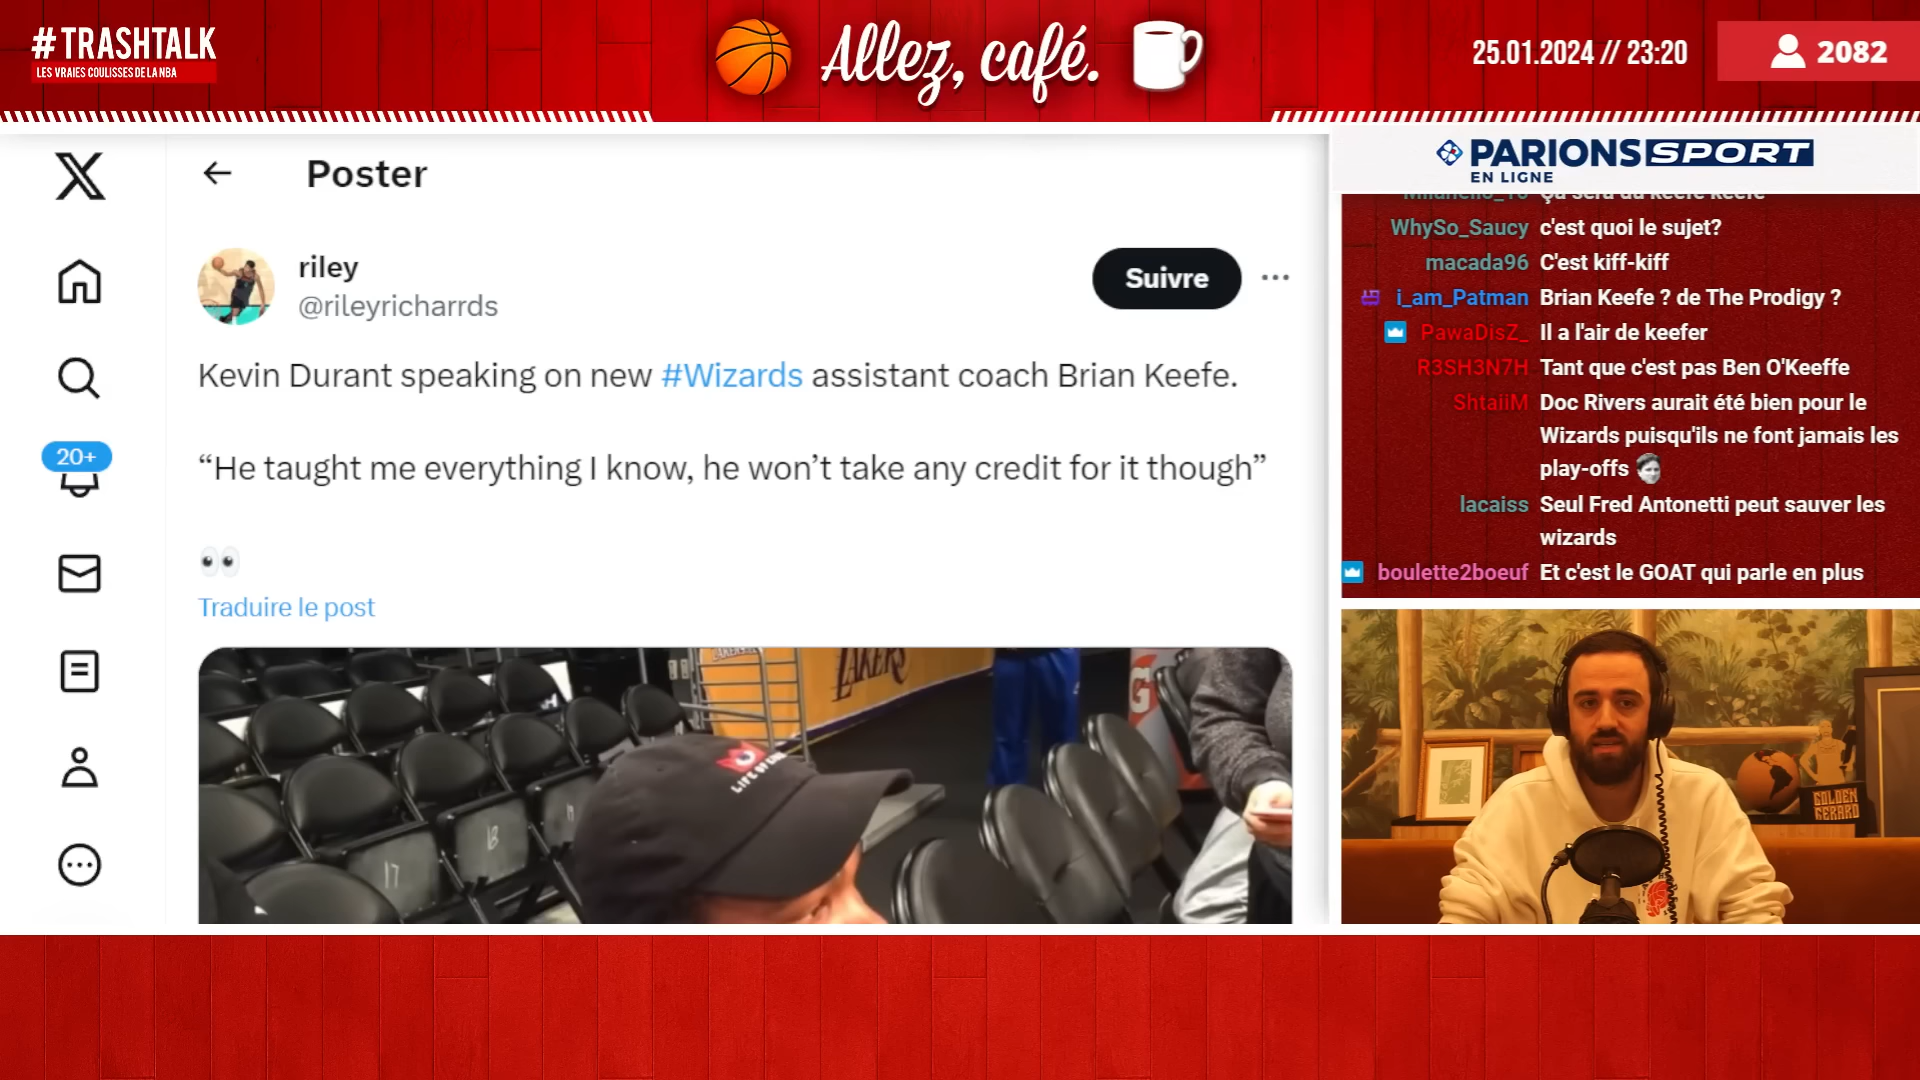 #TRASHTALK
LES VRAIES COULISSES DE LA NBA
Allez, café.
25.01.2024 // 23:20
2082
Poster
riley
@rileyricharrds
Suivre
Kevin Durant speaking on new #Wizards assistant coach Brian Keefe.
“He taught me everything I know, he won’t take any credit for it though”
Traduire le post
20+
LAKERS
G
17
18
PARIONS SPORT
EN LIGNE
Ça sera du keefe keefe
WhySo_Saucy c'est quoi le sujet?
macada96 C'est kiff-kiff
i_am_Patman Brian Keefe ? de The Prodigy ?
PawaDisZ_ Il a l'air de keefer
R3SH3N7H Tant que c'est pas Ben O'Keeffe
ShtaiiM Doc Rivers aurait été bien pour le
Wizards puisqu'ils ne font jamais les
play-offs
lacaiss Seul Fred Antonetti peut sauver les
wizards
boulette2boeuf Et c'est le GOAT qui parle en plus
GOLDEN
GERARD